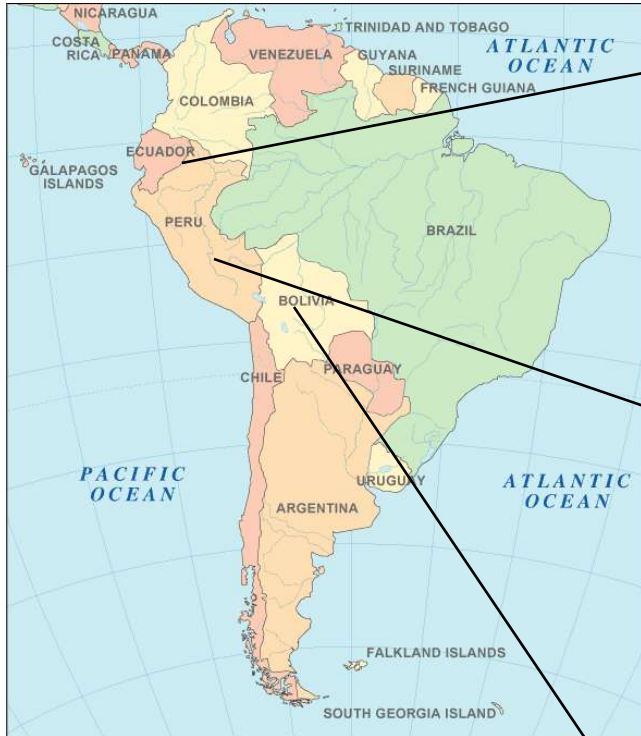 NICARAGUA
COSTA
RICA
PANAMA
TRINIDAD AND TOBAGO
VENEZUELA
GUYANA
SURINAME
FRENCH GUIANA
ATLANTIC
OCEAN
COLOMBIA
ECUADOR
GALAPAGOS
ISLANDS
PERU
BRAZIL
BOLIVIA
PARAGUAY
CHILE
PACIFIC
OCEAN
URUGUAY
ATLANTIC
OCEAN
ARGENTINA
FALKLAND ISLANDS
SOUTH GEORGIA ISLAND